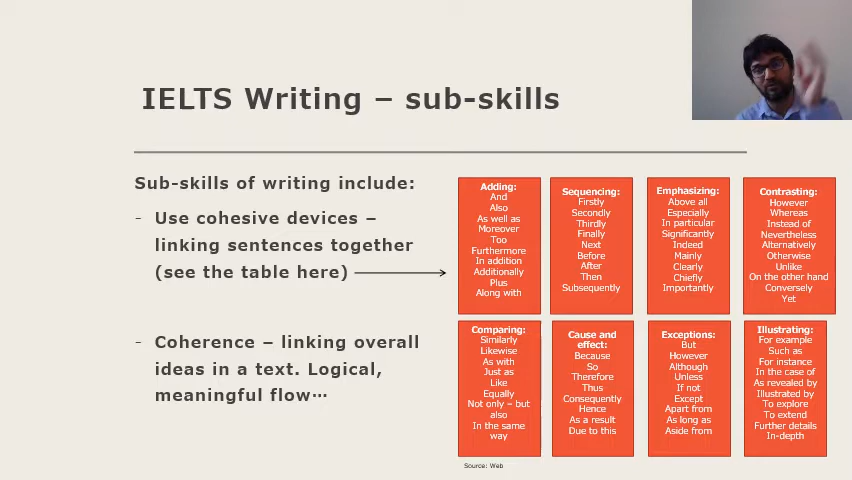 IELTS Writing – sub-skills
Sub-skills of writing include:
- Use cohesive devices –
linking sentences together
(see the table here)
- Coherence – linking overall
ideas in a text. Logical,
meaningful flow…
Adding:
And
Also
As well as
Moreover
Too
Furthermore
In addition
Additionally
Plus
Along with
Sequencing:
Firstly
Secondly
Thirdly
Finally
Next
Before
After
Then
Subsequently
Emphasizing:
Above all
Especially
In particular
Significantly
Indeed
Mainly
Clearly
Chiefly
Importantly
Contrasting:
However
Whereas
Instead of
Nevertheless
Alternatively
Otherwise
Unlike
On the other hand
Conversely
Yet
Comparing:
Similarly
Likewise
As with
Just as
Like
Equally
Not only – but
also
In the same
way
Cause and
effect:
Because
So
Therefore
Thus
Consequently
Hence
As a result
Due to this
Exceptions:
But
However
Although
Unless
If not
Except
Apart from
As long as
Aside from
Illustrating:
For example
Such as
For instance
In the case of
As revealed by
Illustrated by
To explore
To extend
Further details
In-depth
Source: Web